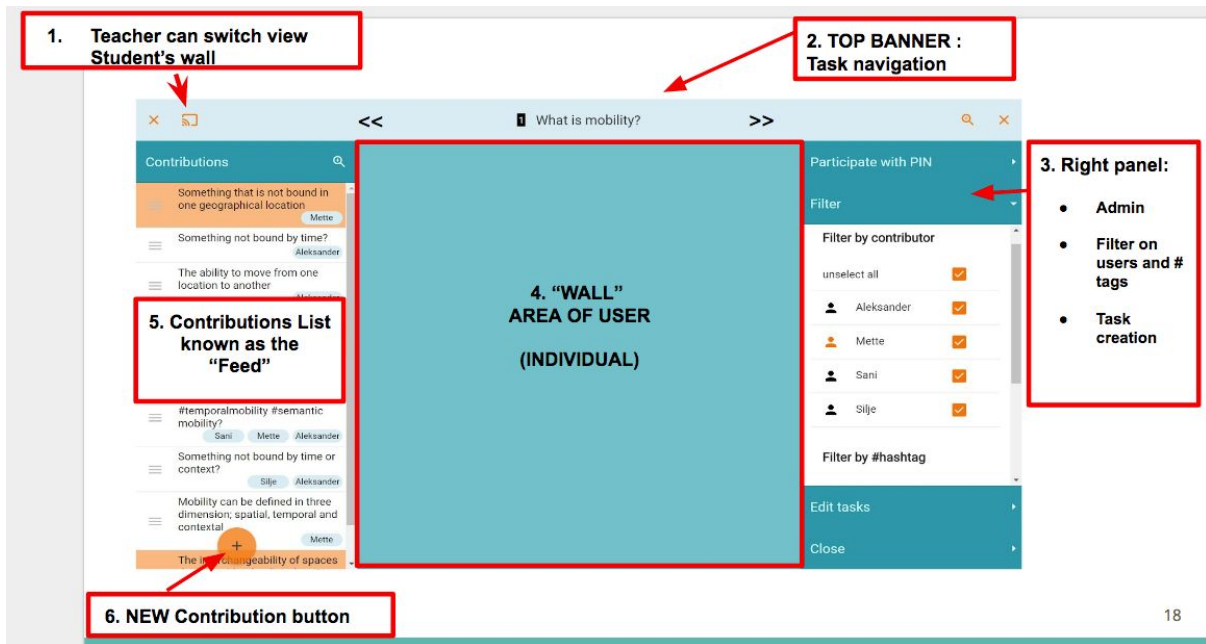 1. Teacher can switch view
Student's wall
2. TOP BANNER :
Task navigation
<< 1 What is mobility? >>
Contributions
Something that is not bound in
one geographical location
Mette
Something not bound by time?
Aleksander
The ability to move from one
location to another
Aleksander
5. Contributions List
known as the
“Feed”
#temporalmobility #semantic
mobility?
Sani Mette Aleksander
Something not bound by time or
context?
Silje Aleksander
Mobility can be defined in three
dimension; spatial, temporal and
contextal
Mette
+
The interchangeability of spaces
6. NEW Contribution button
4. “WALL”
AREA OF USER
(INDIVIDUAL)
Participate with PIN
Filter
Filter by contributor
unselect all
Aleksander
Mette
Sani
Silje
Filter by #hashtag
Edit tasks
Close
3. Right panel:
● Admin
● Filter on
users and #
tags
● Task
creation
18